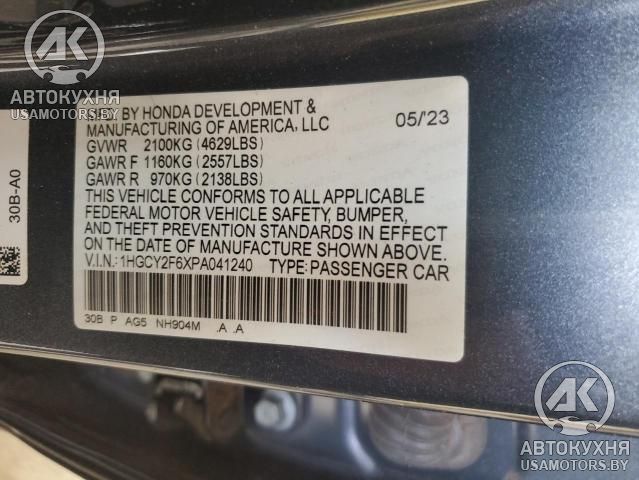 АВТОКУХНЯ
USAMOTORS.BY
BY HONDA DEVELOPMENT &
MANUFACTURING OF AMERICA, LLC
05/'23
GVWR 2100KG (4629LBS)
GAWR F 1160KG (2557LBS)
GAWR R 970KG (2138LBS)
THIS VEHICLE CONFORMS TO ALL APPLICABLE
FEDERAL MOTOR VEHICLE SAFETY, BUMPER,
AND THEFT PREVENTION STANDARDS IN EFFECT
ON THE DATE OF MANUFACTURE SHOWN ABOVE.
V.I.N.:1HGCY2F6XPA041240 TYPE:PASSENGER CAR
30B P AG5 NH904M .A .A
30B-A0
АВТОКУХНЯ
USAMOTORS.BY